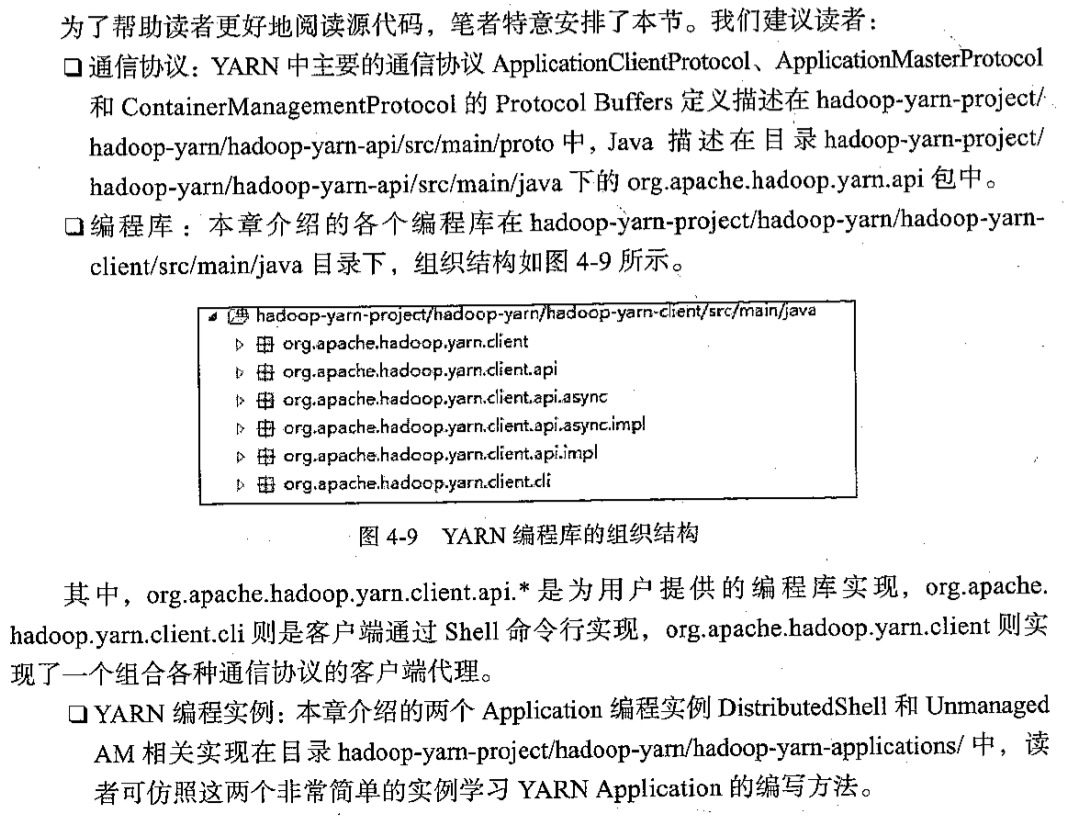 为了帮助读者更好地阅读源代码，笔者特意安排了本节。我们建议读者：
❑ 通信协议：YARN 中主要的通信协议 ApplicationClientProtocol、ApplicationMasterProtocol
和 ContainerManagementProtocol 的 Protocol Buffers 定义描述在 hadoop-yarn-project/
hadoop-yarn/hadoop-yarn-api/src/main/proto 中，Java 描述在目录 hadoop-yarn-project/
hadoop-yarn/hadoop-yarn-api/src/main/java 下的 org.apache.hadoop.yarn.api 包中。
❑ 编程库：本章介绍的各个编程库在 hadoop-yarn-project/hadoop-yarn/hadoop-yarn-
client/src/main/java 目录下，组织结构如图 4-9 所示。
hadoop-yarn-project/hadoop-yarn/hadoop-yarn-client/src/main/java
org.apache.hadoop.yarn.client
org.apache.hadoop.yarn.client.api
org.apache.hadoop.yarn.client.api.async
org.apache.hadoop.yarn.client.api.async.impl
org.apache.hadoop.yarn.client.api.impl
org.apache.hadoop.yarn.client.cli
图 4-9 YARN 编程库的组织结构
其中，org.apache.hadoop.yarn.client.api.* 是为用户提供的编程库实现，org.apache.
hadoop.yarn.client.cli 则是客户端通过 Shell 命令行实现，org.apache.hadoop.yarn.client 则实
现了一个组合各种通信协议的客户端代理。
❑ YARN 编程实例：本章介绍的两个 Application 编程实例 DistributedShell 和 Unmanaged
AM 相关实现在目录 hadoop-yarn-project/hadoop-yarn/hadoop-yarn-applications/ 中，读
者可仿照这两个非常简单的实例学习 YARN Application 的编写方法。